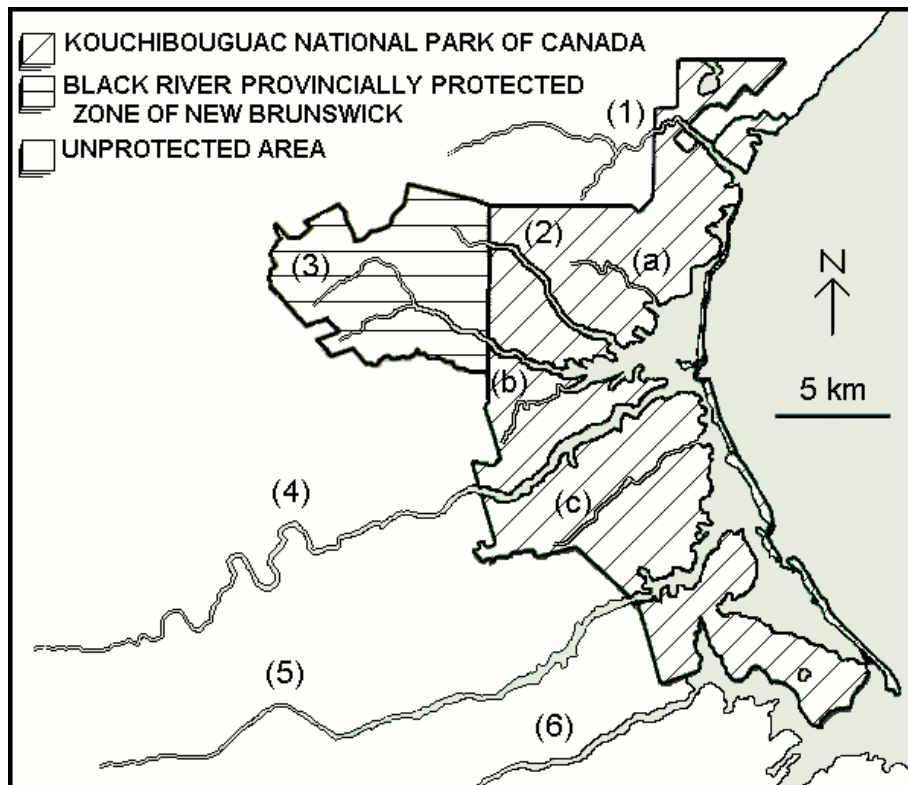 KOUCHIBOUGUAC NATIONAL PARK OF CANADA
BLACK RIVER PROVINCIALLY PROTECTED
ZONE OF NEW BRUNSWICK
UNPROTECTED AREA
(1)
(2)
(a)
(3)
N
(b)
5 km
(4)
(c)
(5)
(6)